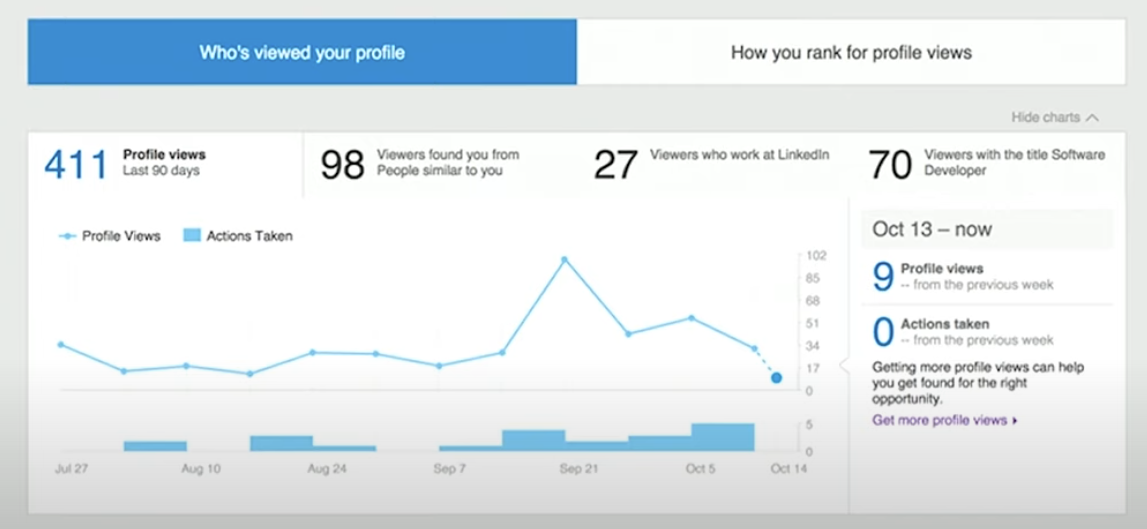 Who's viewed your profile
How you rank for profile views
Hide charts
411 Profile views
Last 90 days
98 Viewers found you from
People similar to you
27 Viewers who work at LinkedIn
70 Viewers with the title Software
Developer
Profile Views
Actions Taken
102
85
68
51
34
17
0
5
0
Jul 27
Aug 10
Aug 24
Sep 7
Sep 21
Oct 5
Oct 14
Oct 13 – now
9 Profile views
-- from the previous week
0 Actions taken
-- from the previous week
Getting more profile views can help
you get found for the right
opportunity.
Get more profile views